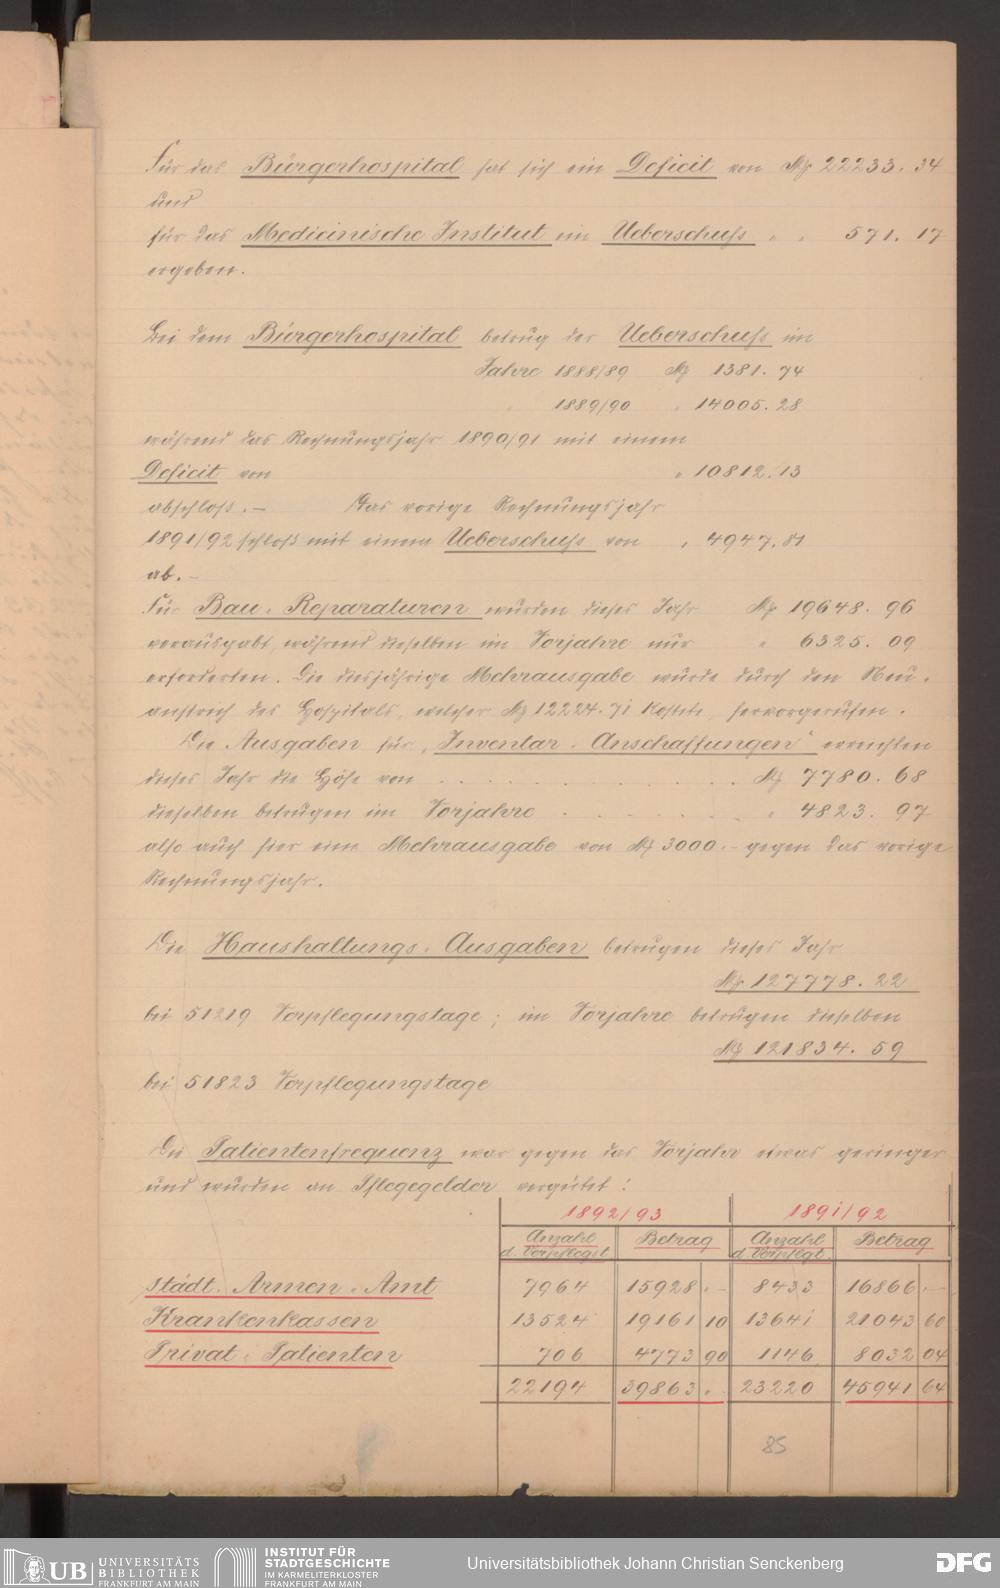 Für das Bürgerhospital hat sich ein Deficit von M 22233. 34
und
für das Medicinische Institut ein Ueberschuß " " 571. 17
ergeben.
Bei dem Bürgerhospital betrug der Ueberschuß im
Jahre 1888/89 M 1381. 74
" 1889/90 " 14005. 28
während das Rechnungsjahr 1890/91 mit einem
Deficit von " 10812. 13
abschloß. — Das vorige Rechnungsjahr
1891/92 schloß mit einem Ueberschuß von " 4947. 81
ab. —
Für Bau-Reparaturen wurden dieses Jahr M 19648. 96
verausgabt, während dieselben im Vorjahre nur " 6325. 09
erforderten. Die diesjährige Mehrausgabe wurde durch den Neu-
anstrich des Hospitals, welcher M 12224. 71 kostete, hervorgerufen.
Die Ausgaben für „Inventar-Anschaffungen" erreichten
dieses Jahr die Höhe von . . . . . . M 7780. 68
dieselben betrugen im Vorjahre . . . . . " 4823. 97
also auch hier eine Mehrausgabe von M 3000.– gegen das vorige
Rechnungsjahr.
Die Haushaltungs-Ausgaben betrugen dieses Jahr
M 127778. 22
bei 51219 Verpflegungstage; im Vorjahre betrugen dieselben
M 121834. 59
bei 51823 Verpflegungstage
Die Patientenfrequenz war gegen das Vorjahr etwas geringer
und wurden an Pflegegelder vergütet:
1892/93 1891/92
Anzahl d. Verpflegst. Betrag Anzahl d. Verpflgt. Betrag
Städt. Armen-Amt 7964 15928 . – 8433 16866 . –
Krankenkassen 13524 19161 10 13641 21043 60
Privat-Patienten 706 4773 90 1146 8032 04
22194 39863 . 23220 45941 64
85
UB UNIVERSITÄTS
BIBLIOTHEK
FRANKFURT AM MAIN
INSTITUT FÜR
STADTGESCHICHTE
IM KARMELITERKLOSTER
FRANKFURT AM MAIN
Universitätsbibliothek Johann Christian Senckenberg
DFG